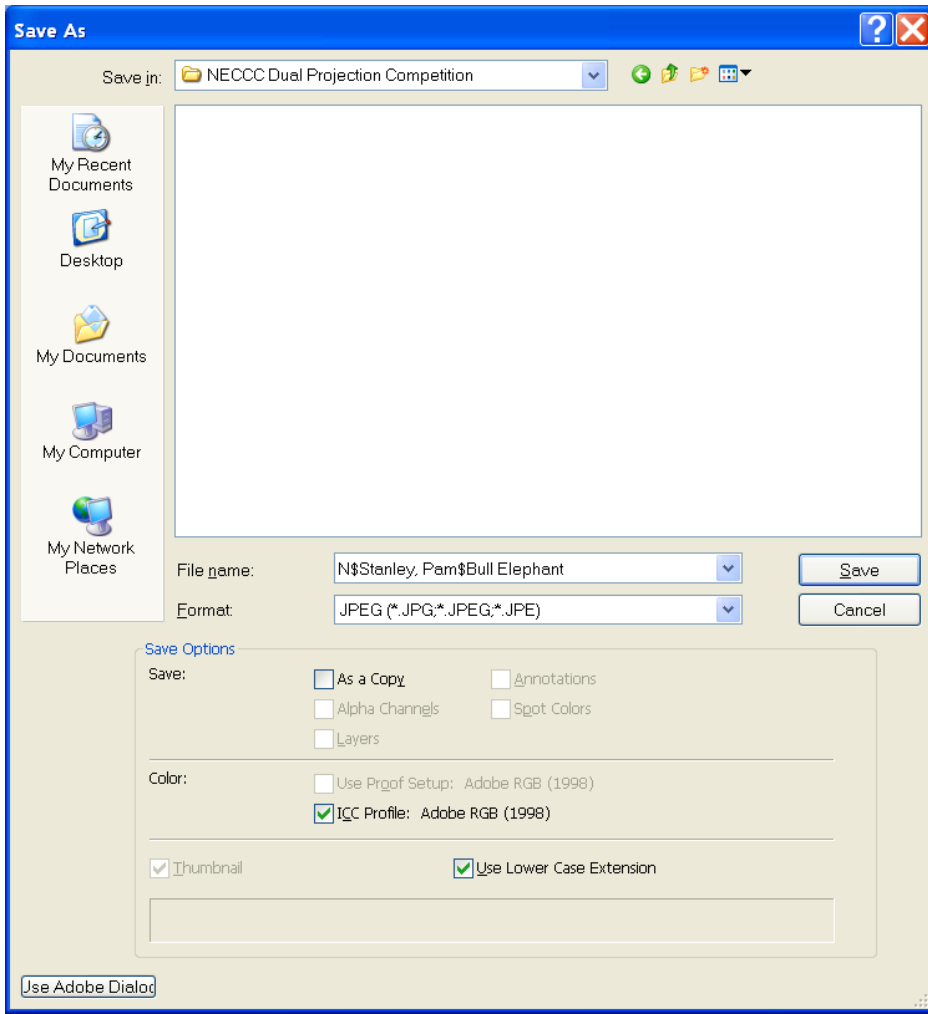 Save As
Save in: NECCC Dual Projection Competition
My Recent
Documents
Desktop
My Documents
My Computer
My Network
Places
File name: N$Stanley, Pam$Bull Elephant Save
Format: JPEG (*.JPG;*.JPEG;*.JPE) Cancel
Save Options
Save: As a Copy Annotations
Alpha Channels Spot Colors
Layers
Color: Use Proof Setup: Adobe RGB (1998)
ICC Profile: Adobe RGB (1998)
Thumbnail Use Lower Case Extension
Use Adobe Dialog